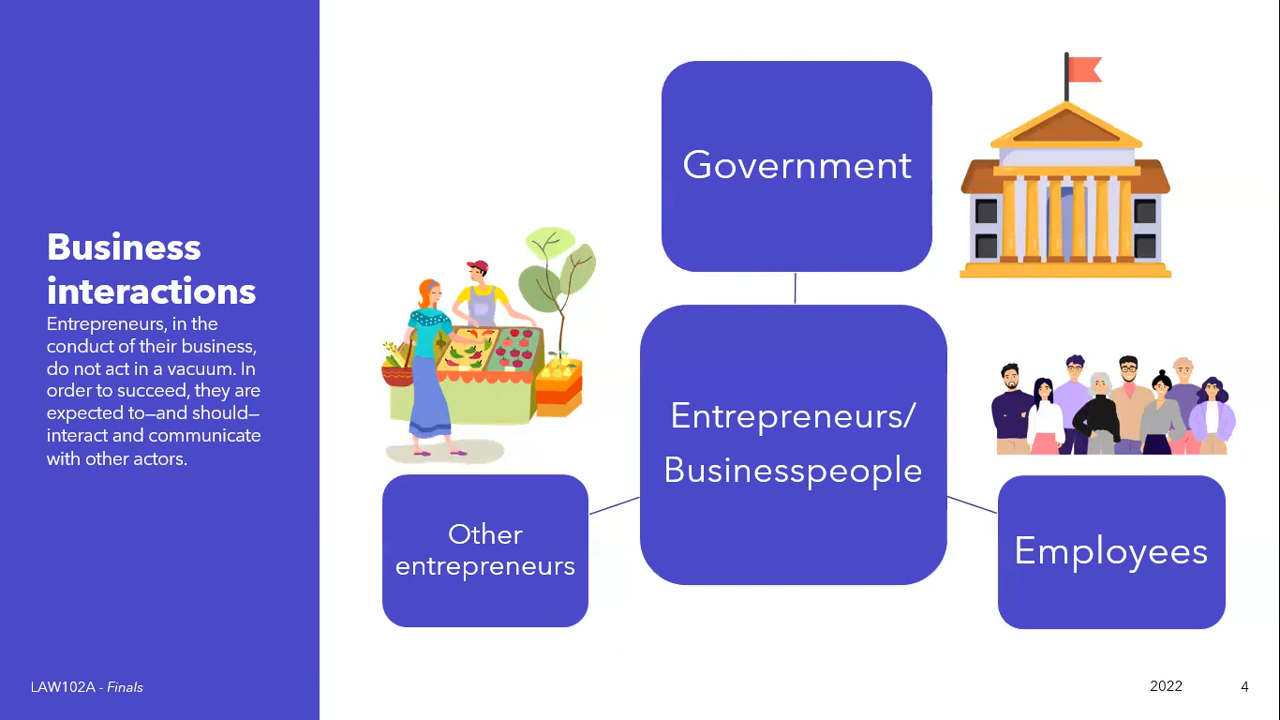 Business
interactions
Entrepreneurs, in the
conduct of their business,
do not act in a vacuum. In
order to succeed, they are
expected to—and should—
interact and communicate
with other actors.
Government
Entrepreneurs/
Businesspeople
Other
entrepreneurs
Employees
LAW102A - Finals
2022
4